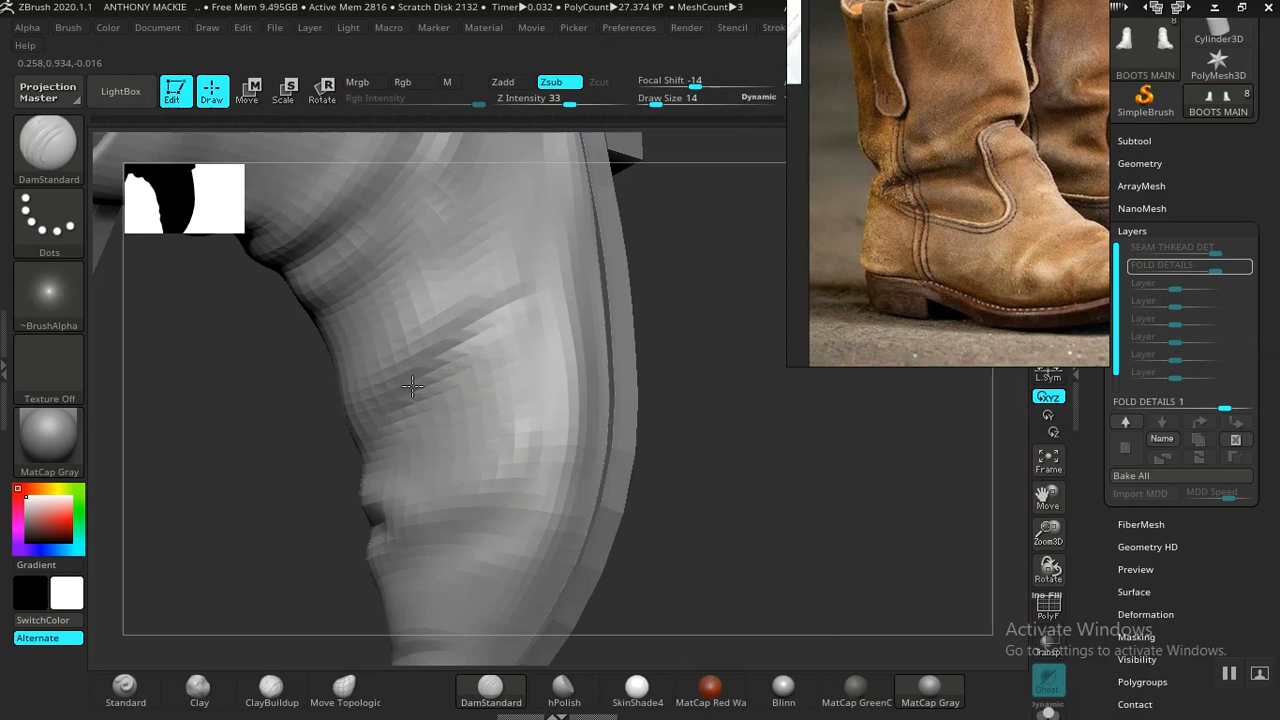 ZBrush 2020.1.1 ANTHONY MACKIE .. • Free Mem 9.495GB • Active Mem 2816 • Scratch Disk 2132 • Timer▶0.032 • PolyCount▶27.374 KP • MeshCount▶3
Alpha Brush Color Document Draw Edit File Layer Light Macro Marker Material Movie Picker Preferences Render Stencil
Help
0.258,0.934,-0.016
Projection Master
LightBox
Edit Draw Move Scale Rotate
Mrgb Rgb M
Rgb Intensity
Zadd Zsub Zcut
Z Intensity 33
Focal Shift -14
Draw Size 14 Dynamic
DamStandard
Dots
~BrushAlpha
Texture Off
MatCap Gray
Gradient
SwitchColor
Alternate
8
Cylinder3D
BOOTS MAIN
PolyMesh3D
8
SimpleBrush BOOTS MAIN
Subtool
Geometry
ArrayMesh
NanoMesh
Layers
SEAM THREAD DET
FOLD DETAILS
Layer
Layer
Layer
Layer
Layer
Layer
FOLD DETAILS 1
Name
Bake All
Import MDD MDD Speed
FiberMesh
Geometry HD
Preview
Surface
Deformation
Masking
Visibility
Polygroups
Contact
L.Sym
XYZ
Y
Z
Frame
Move
Zoom3D
Rotate
PolyF
Transp
Ghost
Dynamic
Activate Windows
Go to Settings to activate Windows.
Standard Clay ClayBuildup Move Topologic DamStandard hPolish SkinShade4 MatCap Red Wa Blinn MatCap GreenC MatCap Gray